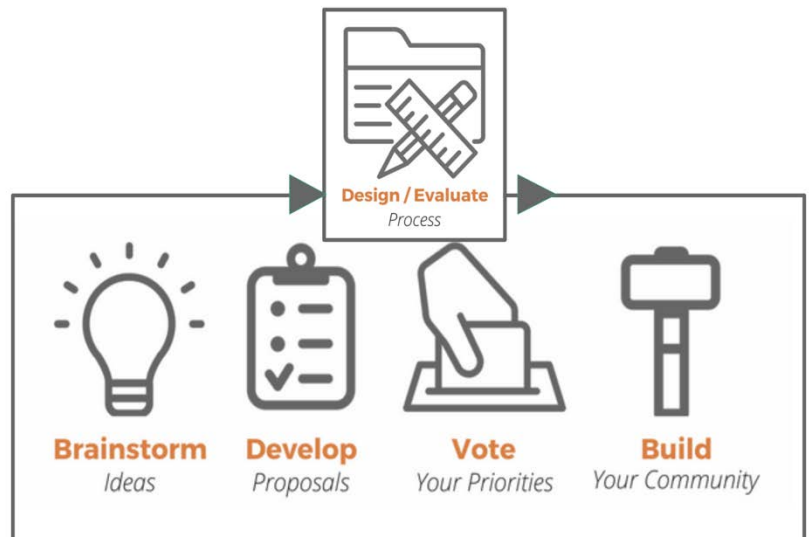 Design / Evaluate
Process
Brainstorm
Ideas
Develop
Proposals
Vote
Your Priorities
Build
Your Community